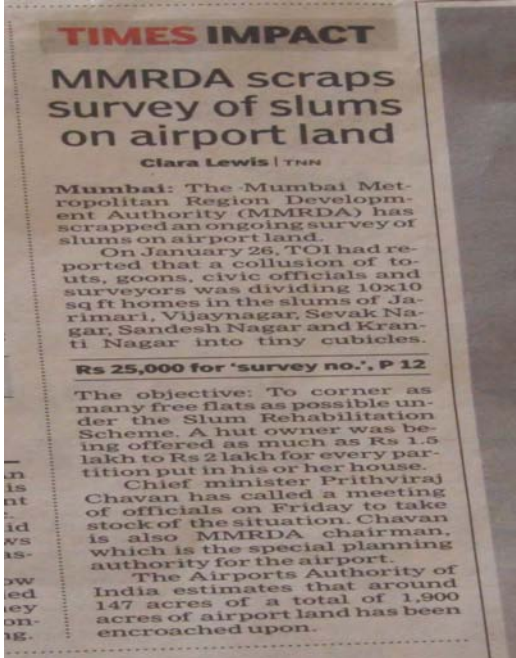 TIMES IMPACT
MMRDA scraps
survey of slums
on airport land
Clara Lewis | TNN
Mumbai: The Mumbai Met-
ropolitan Region Developm-
ent Authority (MMRDA) has
scrapped an ongoing survey of
slums on airport land.
On January 26, TOI had re-
ported that a collusion of to-
uts, goons, civic officials and
surveyors was dividing 10x10
sq ft homes in the slums of Ja-
rimari, Vijaynagar, Sevak Na-
gar, Sandesh Nagar and Kran-
ti Nagar into tiny cubicles.
Rs 25,000 for 'survey no.', P 12
The objective: To corner as
many free flats as possible un-
der the Slum Rehabilitation
Scheme. A hut owner was be-
ing offered as much as Rs 1.5
lakh to Rs 2 lakh for every par-
tition put in his or her house.
Chief minister Prithviraj
Chavan has called a meeting
of officials on Friday to take
stock of the situation. Chavan
is also MMRDA chairman,
which is the special planning
authority for the airport.
The Airports Authority of
India estimates that around
147 acres of a total of 1,900
acres of airport land has been
encroached upon.